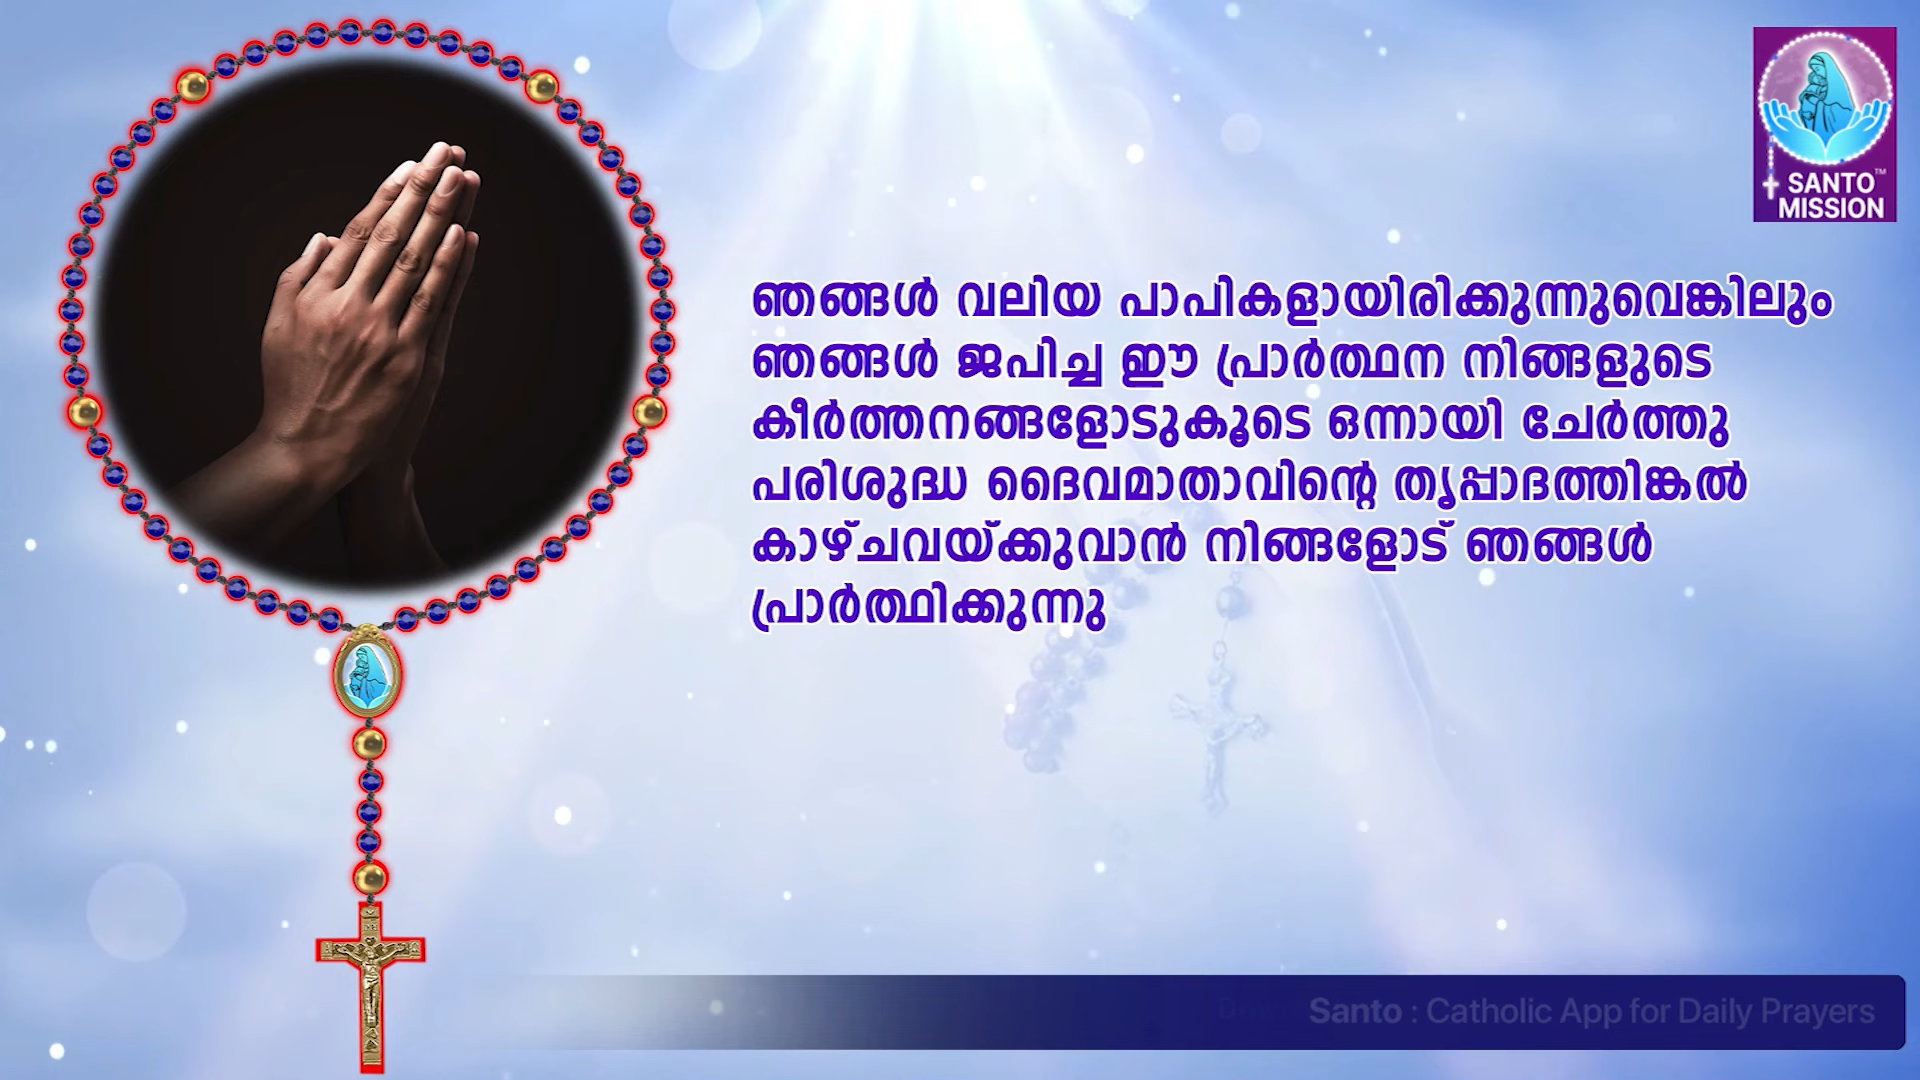 SANTO™
MISSION
ഞങ്ങൾ വലിയ പാപികളായിരിക്കുന്നുവെങ്കിലും
ഞങ്ങൾ ജപിച്ച ഈ പ്രാർത്ഥന നിങ്ങളുടെ
കീർത്തനങ്ങളോടുകൂടെ ഒന്നായി ചേർത്തു
പരിശുദ്ധ ദൈവമാതാവിന്റെ തൃപ്പാദത്തിങ്കൽ
കാഴ്ചവയ്ക്കുവാൻ നിങ്ങളോട് ഞങ്ങൾ
പ്രാർത്ഥിക്കുന്നു
Santo : Catholic App for Daily Prayers